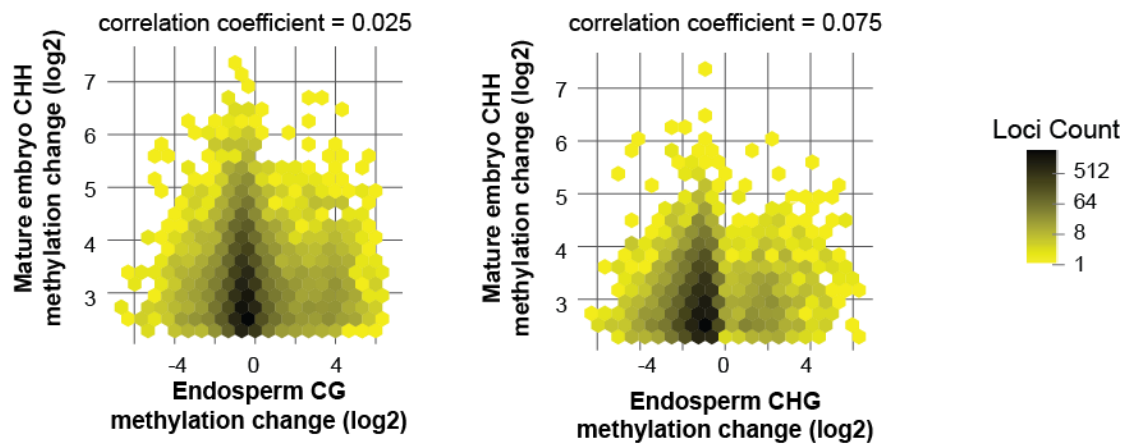 correlation coefficient = 0.025
Mature embryo CHH
methylation change (log2)
7
6
5
4
3
-4
0
4
Endosperm CG
methylation change (log2)
correlation coefficient = 0.075
Mature embryo CHH
methylation change (log2)
7
6
5
4
3
-4
0
4
Endosperm CHG
methylation change (log2)
Loci Count
512
64
8
1